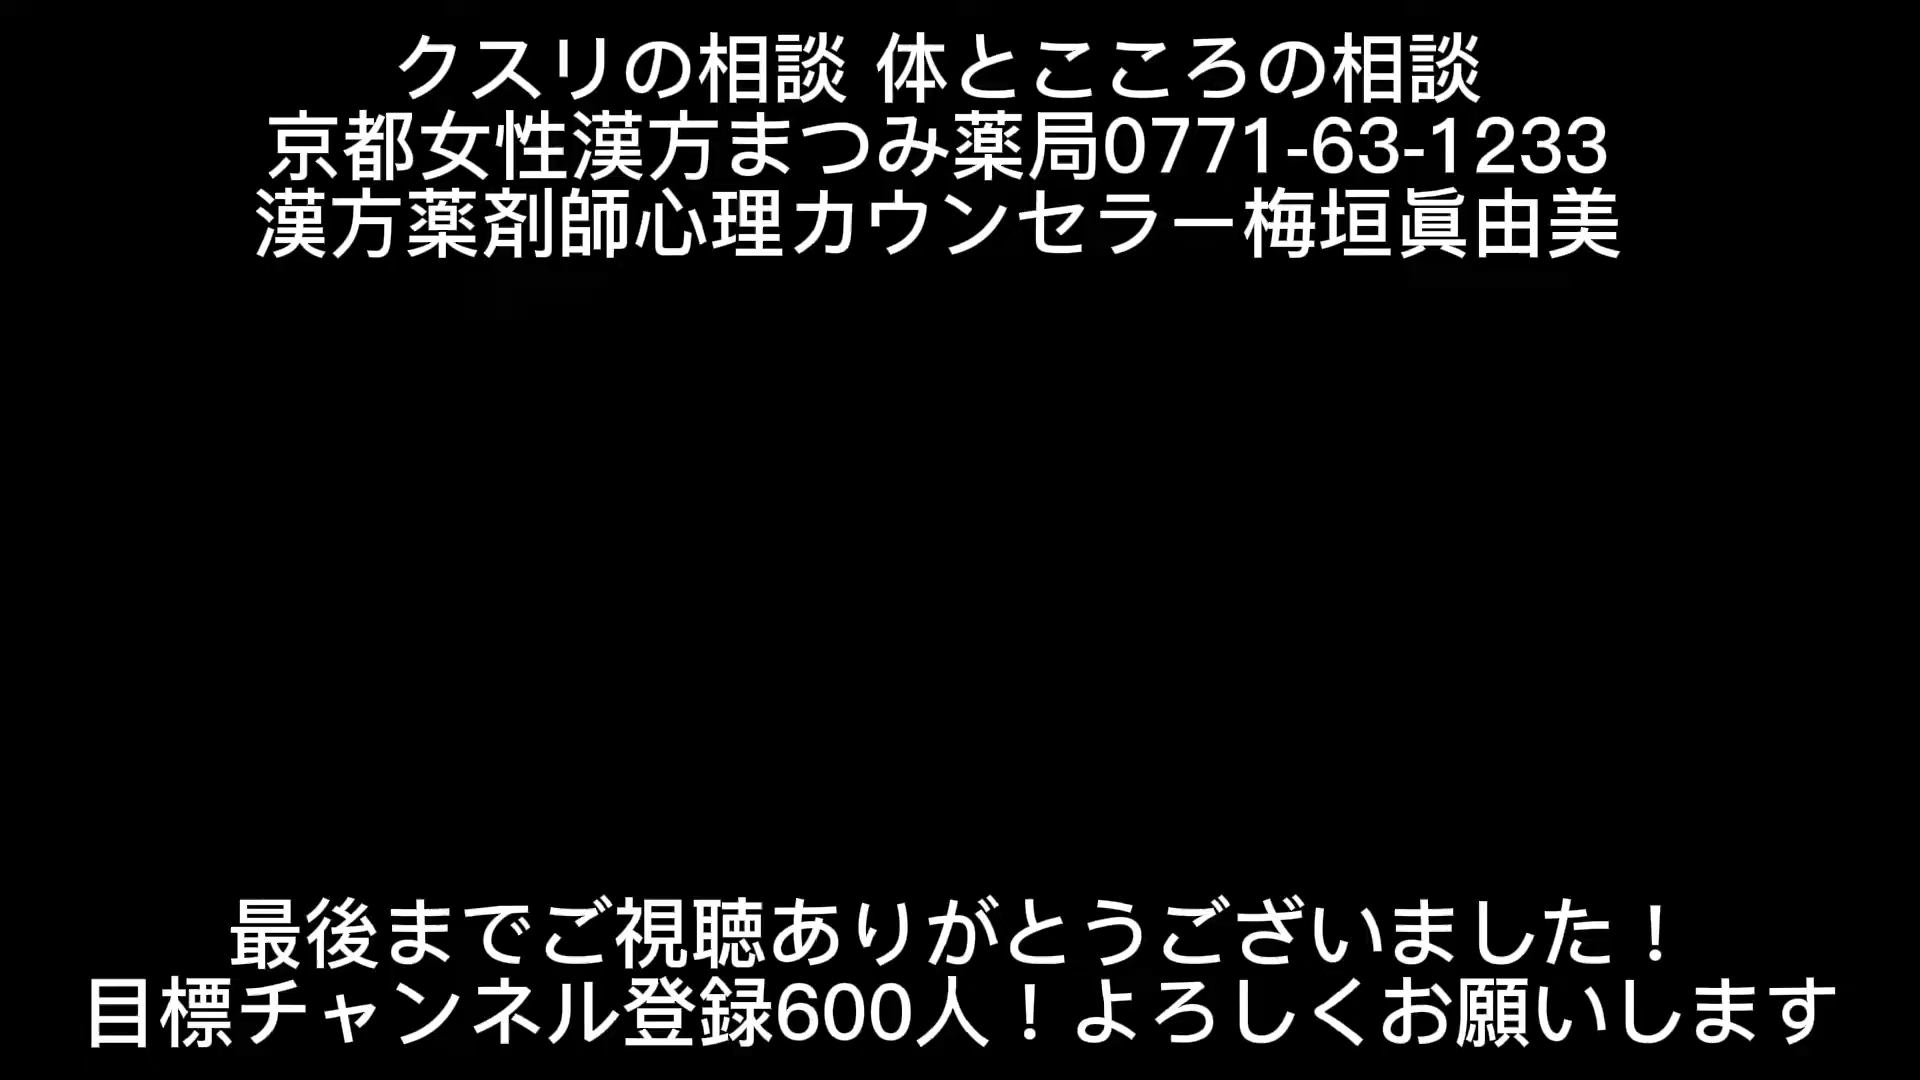 クスリの相談 体とこころの相談
京都女性漢方まつみ薬局0771-63-1233
漢方薬剤師心理カウンセラー梅垣眞由美
最後までご視聴ありがとうございました！
目標チャンネル登録600人！よろしくお願いします